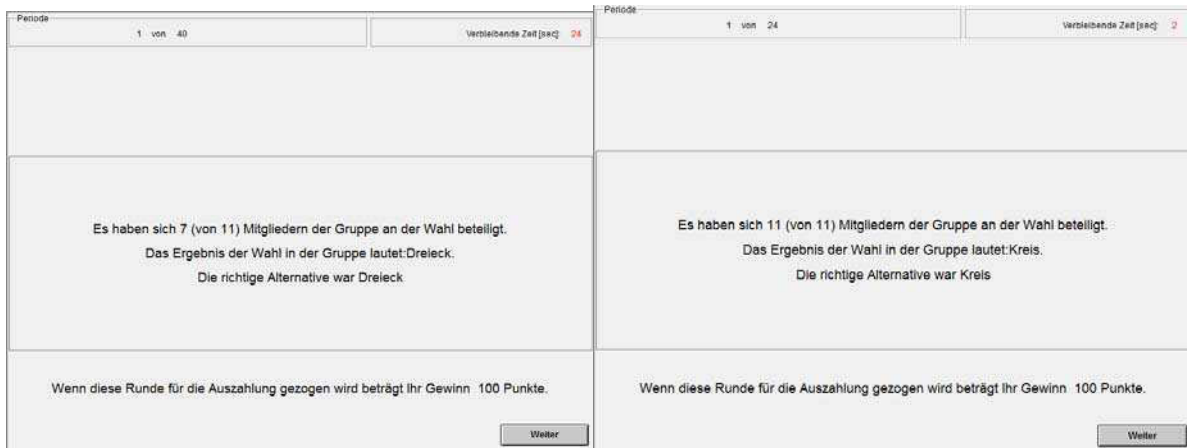 Periode
1 von 40
Verbleibende Zeit [sec]: 24
Es haben sich 7 (von 11) Mitgliedern der Gruppe an der Wahl beteiligt.
Das Ergebnis der Wahl in der Gruppe lautet:Dreieck.
Die richtige Alternative war Dreieck
Wenn diese Runde für die Auszahlung gezogen wird beträgt Ihr Gewinn 100 Punkte.
Weiter
Periode
1 von 24
Verbleibende Zeit [sec]: 2
Es haben sich 11 (von 11) Mitgliedern der Gruppe an der Wahl beteiligt.
Das Ergebnis der Wahl in der Gruppe lautet:Kreis.
Die richtige Alternative war Kreis
Wenn diese Runde für die Auszahlung gezogen wird beträgt Ihr Gewinn 100 Punkte.
Weiter